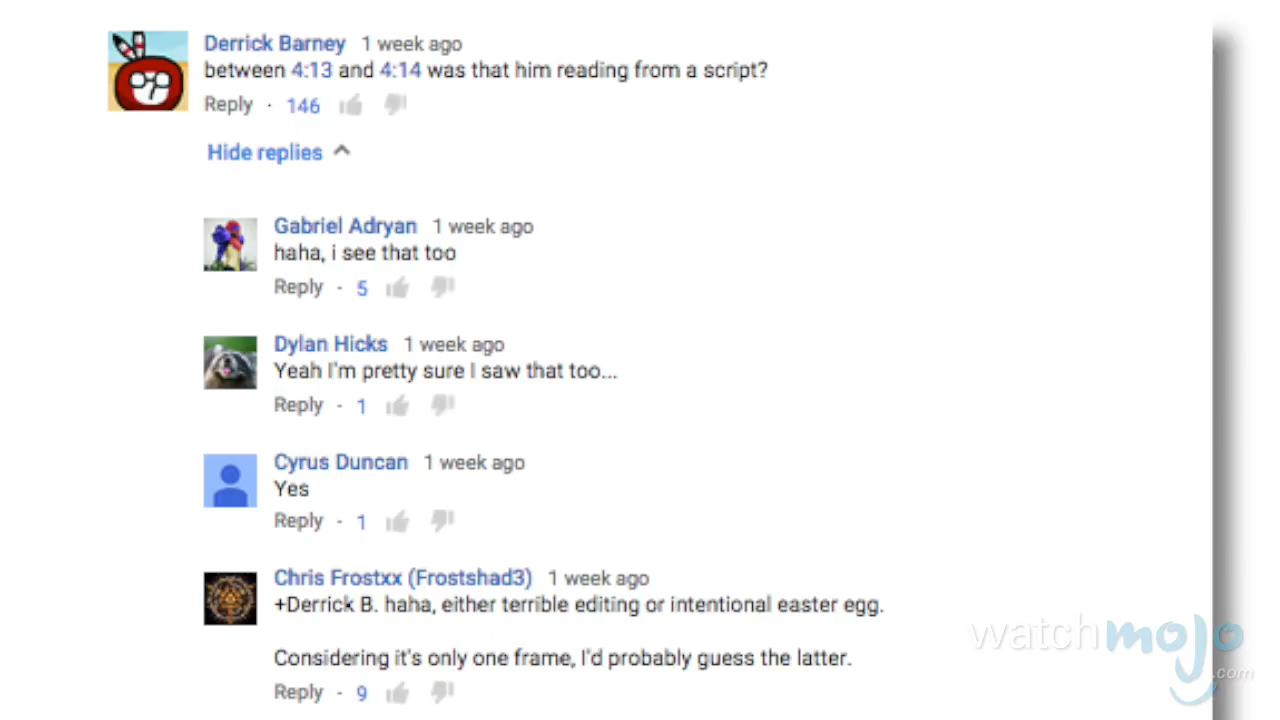 Derrick Barney 1 week ago
between 4:13 and 4:14 was that him reading from a script?
Reply · 146
Hide replies
Gabriel Adryan 1 week ago
haha, i see that too
Reply · 5
Dylan Hicks 1 week ago
Yeah I'm pretty sure I saw that too...
Reply · 1
Cyrus Duncan 1 week ago
Yes
Reply · 1
Chris Frostxx (Frostshad3) 1 week ago
+Derrick B. haha, either terrible editing or intentional easter egg.
Considering it's only one frame, I'd probably guess the latter.
Reply · 9
watchmojo
.com